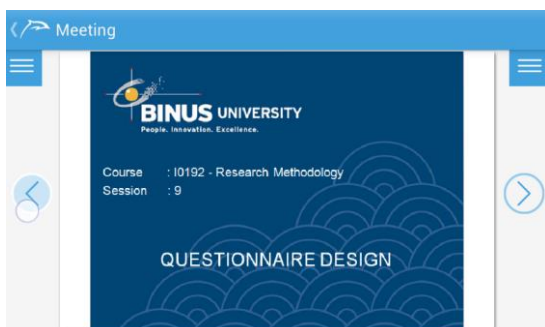 Meeting
BINUS UNIVERSITY
People. Innovation. Excellence.
Course : I0192 - Research Methodology
Session : 9
QUESTIONNAIRE DESIGN